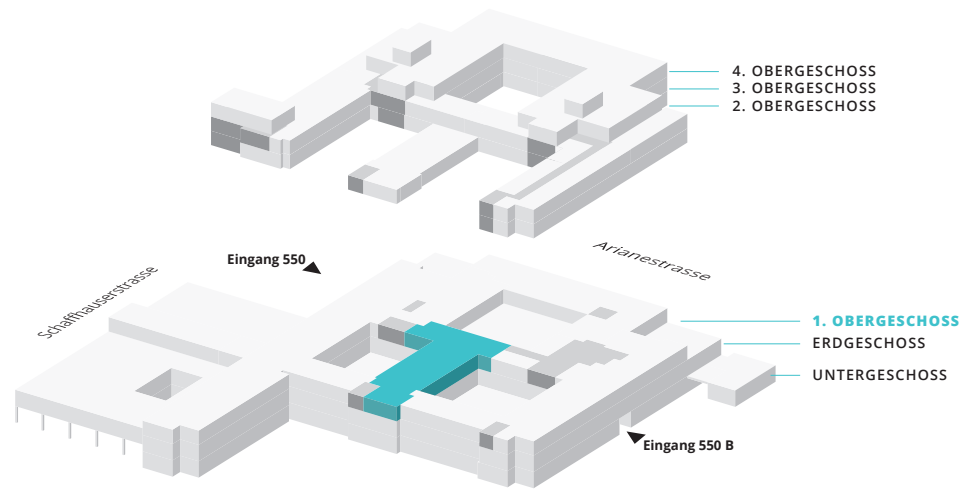 4. OBERGESCHOSS
3. OBERGESCHOSS
2. OBERGESCHOSS
Arianestrasse
Eingang 550
Schaffhauserstrasse
1. OBERGESCHOSS
ERDGESCHOSS
UNTERGESCHOSS
Eingang 550 B